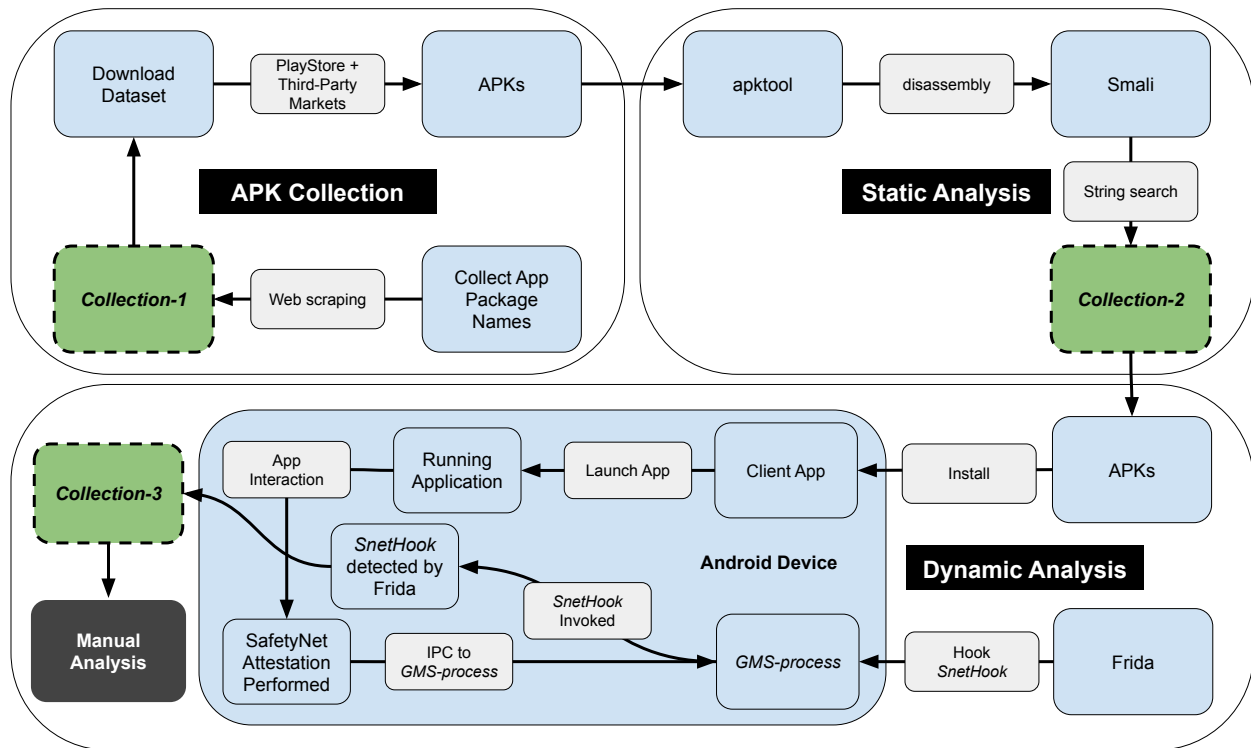 Download
Dataset
PlayStore +
Third-Party
Markets
APKs
apktool
disassembly
Smali
APK Collection
Static Analysis
String search
Collection-1
Web scraping
Collect App
Package
Names
Collection-2
Collection-3
App
Interaction
Running
Application
Launch App
Client App
Install
APKs
SnetHook
detected by
Frida
Android Device
Dynamic Analysis
SnetHook
Invoked
Manual
Analysis
SafetyNet
Attestation
Performed
IPC to
GMS-process
GMS-process
Hook
SnetHook
Frida